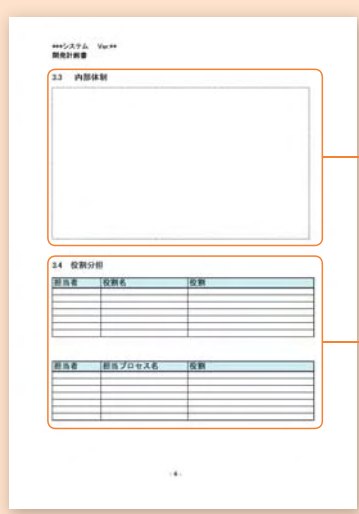 ***システム Ver.**
開発計画書
3.3 内部体制
3.4 役割分担
担当者 役割名 役割
担当者 担当プロセス名 役割
- 4 -